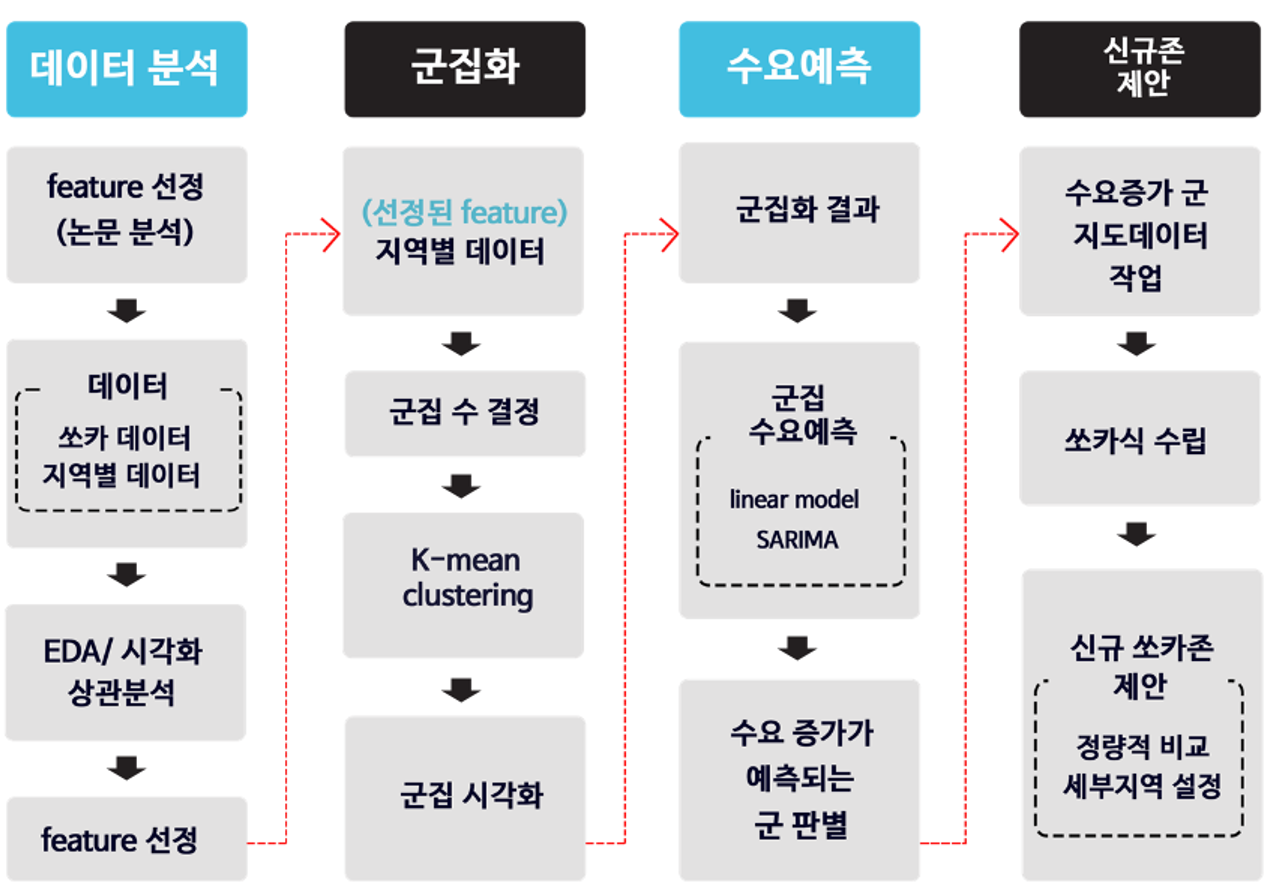 데이터 분석
feature 선정
(논문 분석)
데이터
쏘카 데이터
지역별 데이터
EDA/ 시각화
상관분석
feature 선정
군집화
(선정된 feature)
지역별 데이터
군집 수 결정
K-mean
clustering
군집 시각화
수요예측
군집화 결과
군집
수요예측
linear model
SARIMA
수요 증가가
예측되는
군 판별
신규존
제안
수요증가 군
지도데이터
작업
쏘카식 수립
신규 쏘카존
제안
정량적 비교
세부지역 설정